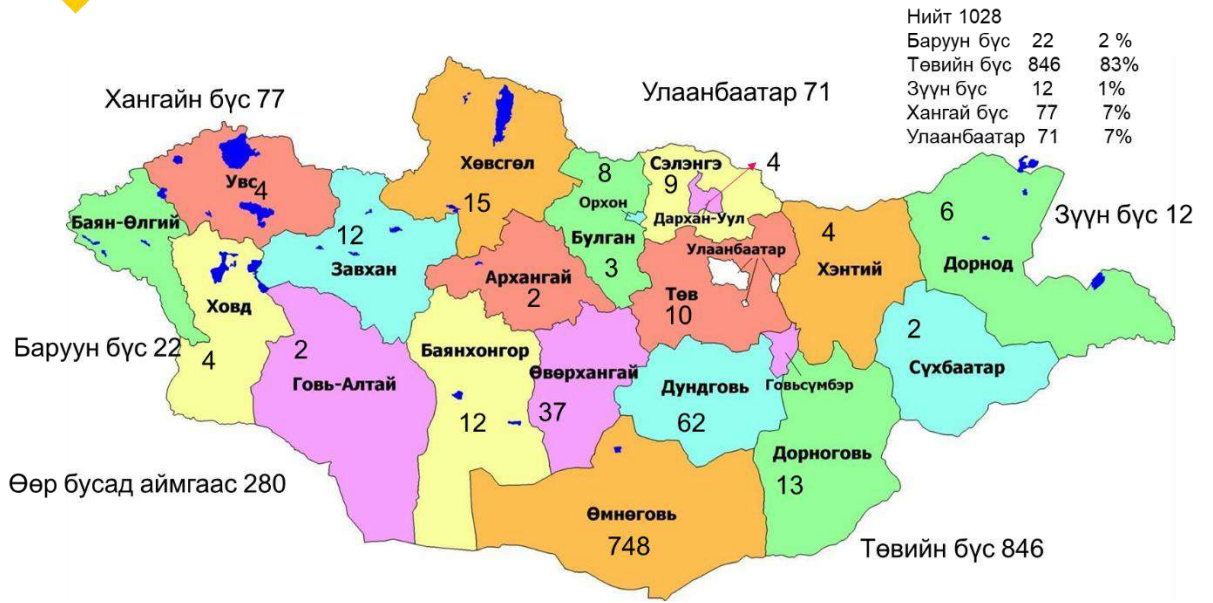 Нийт 1028
Баруун бүс 22 2 %
Төвийн бүс 846 83%
Зүүн бүс 12 1%
Хангай бүс 77 7%
Улаанбаатар 71 7%
Хангайн бүс 77
Улаанбаатар 71
Увс
4
Хөвсгөл
15
8
Орхон
Сэлэнгэ
9
4
Дархан-Уул
Баян-Өлгий
12
Завхан
Булган
3
Улаанбаатар
4
Хэнтий
6
Дорнод
Зүүн бүс 12
Ховд
4
Архангай
2
Төв
10
2
Сүхбаатар
Баруун бүс 22
2
Говь-Алтай
Баянхонгор
12
Өвөрхангай
37
Дундговь
62
Говьсүмбэр
Дорноговь
13
Өөр бусад аймгаас 280
Өмнөговь
748
Төвийн бүс 846